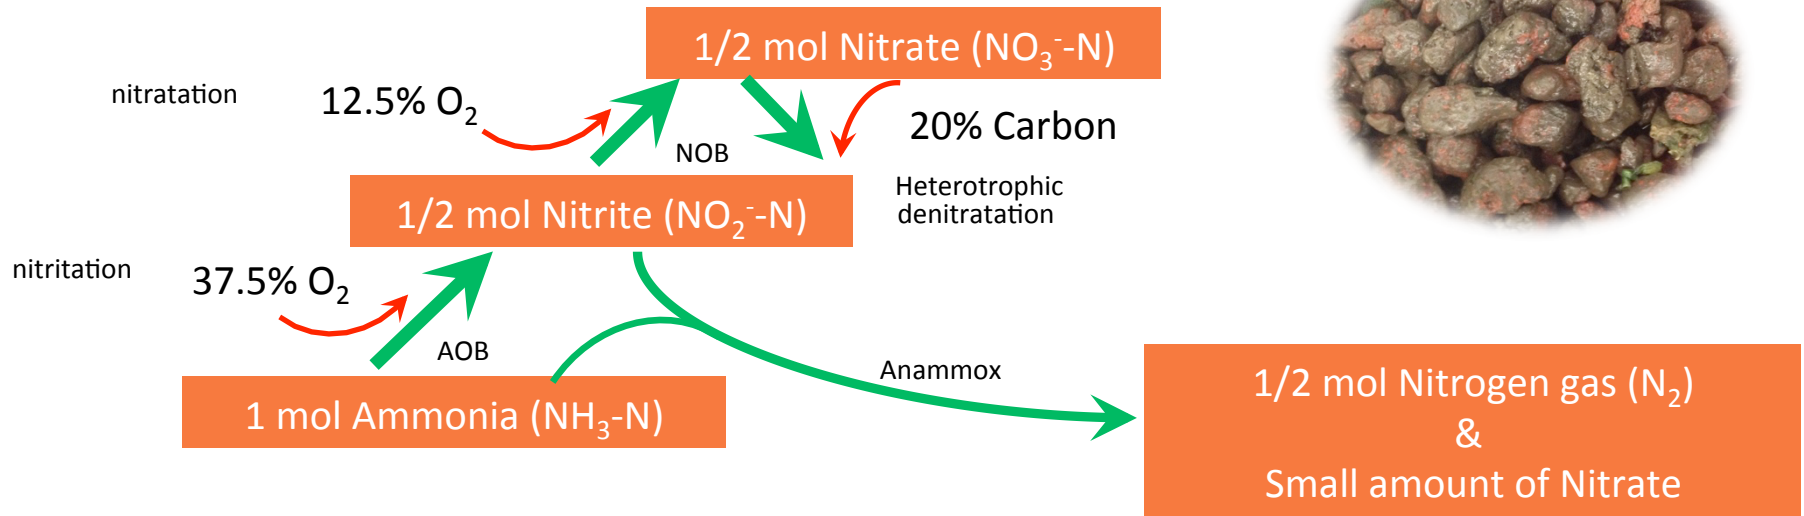 1/2 mol Nitrate (NO₃⁻-N)
nitratation
12.5% O₂
20% Carbon
NOB
Heterotrophic
denitratation
1/2 mol Nitrite (NO₂⁻-N)
nitritation
37.5% O₂
AOB
Anammox
1 mol Ammonia (NH₃-N)
1/2 mol Nitrogen gas (N₂)
&
Small amount of Nitrate